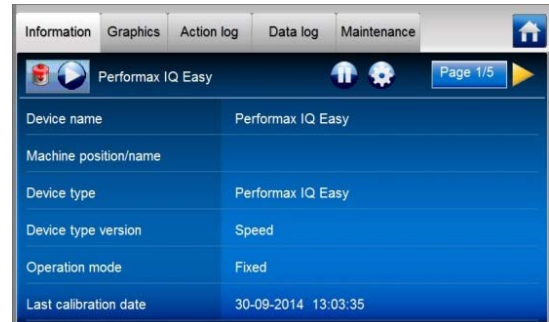 Information Graphics Action log Data log Maintenance
Performax IQ Easy Page 1/5
Device name Performax IQ Easy
Machine position/name
Device type Performax IQ Easy
Device type version Speed
Operation mode Fixed
Last calibration date 30-09-2014 13:03:35